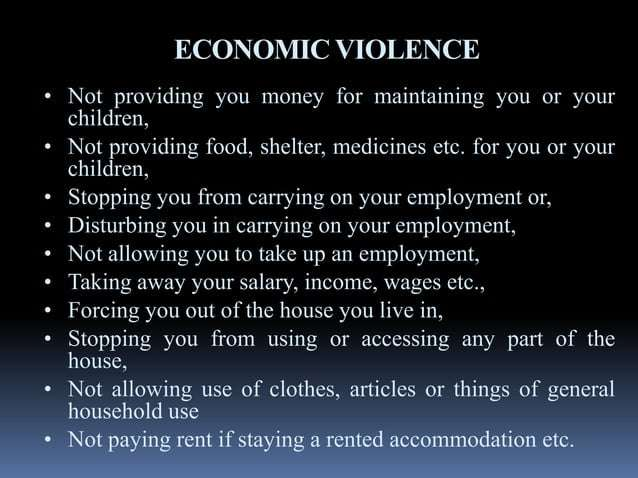 ECONOMIC VIOLENCE
• Not providing you money for maintaining you or your
children,
• Not providing food, shelter, medicines etc. for you or your
children,
• Stopping you from carrying on your employment or,
• Disturbing you in carrying on your employment,
• Not allowing you to take up an employment,
• Taking away your salary, income, wages etc.,
• Forcing you out of the house you live in,
• Stopping you from using or accessing any part of the
house,
• Not allowing use of clothes, articles or things of general
household use
• Not paying rent if staying a rented accommodation etc.